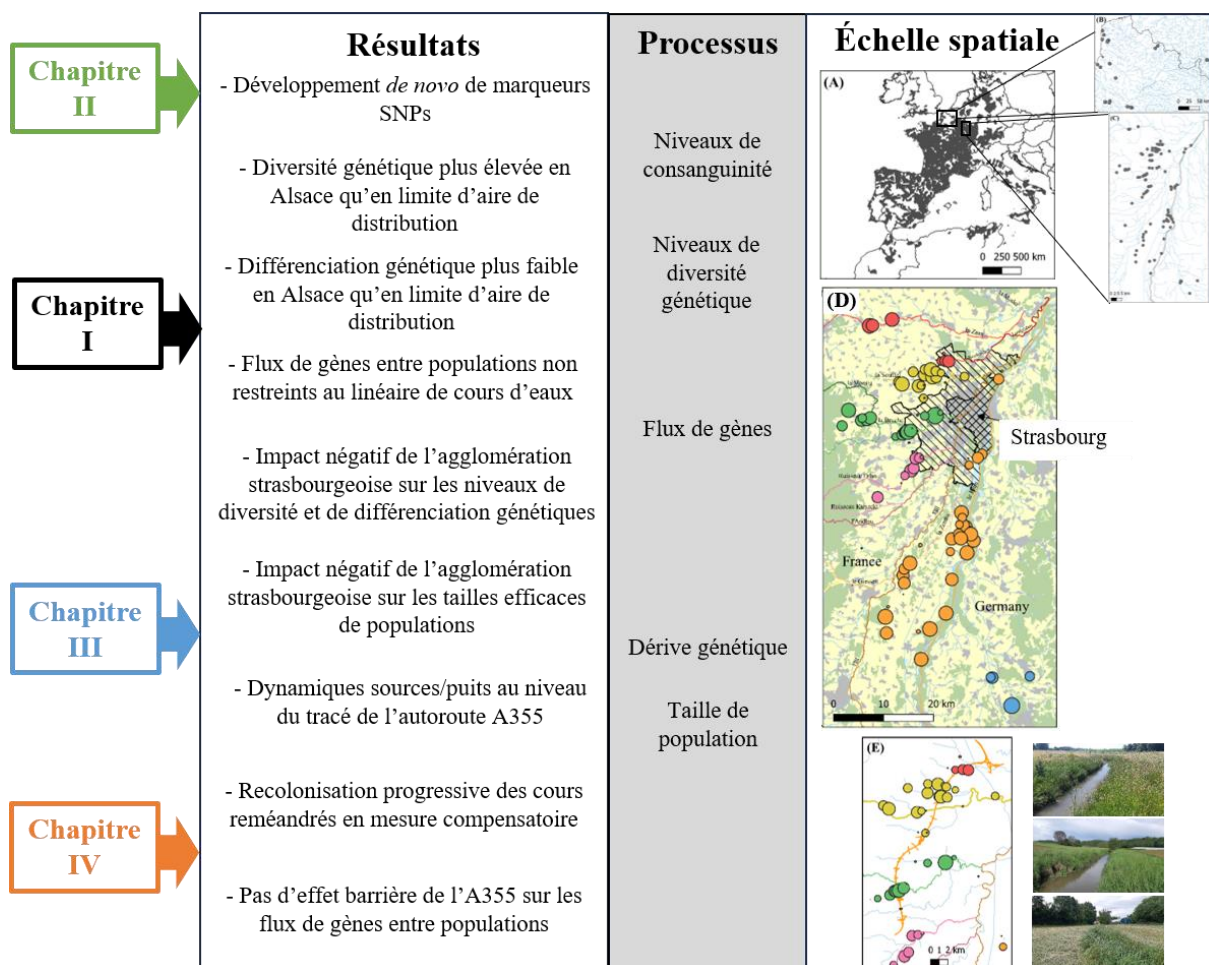 Chapitre
II
Chapitre
I
Chapitre
III
Chapitre
IV
Résultats
- Développement de novo de marqueurs
SNPs
- Diversité génétique plus élevée en
Alsace qu'en limite d'aire de
distribution
- Différenciation génétique plus faible
en Alsace qu'en limite d'aire de
distribution
- Flux de gènes entre populations non
restreints au linéaire de cours d'eaux
- Impact négatif de l'agglomération
strasbourgeoise sur les niveaux de
diversité et de différenciation génétiques
- Impact négatif de l'agglomération
strasbourgeoise sur les tailles efficaces
de populations
- Dynamiques sources/puits au niveau
du tracé de l'autoroute A355
- Recolonisation progressive des cours
reméandrés en mesure compensatoire
- Pas d'effet barrière de l'A355 sur les
flux de gènes entre populations
Processus
Niveaux de
consanguinité
Niveaux de
diversité
génétique
Flux de gènes
Dérive génétique
Taille de
population
Échelle spatiale
(A)
0 250 500 km
(B)
0 25 50 km
(C)
(D)
Strasbourg
France
Germany
0 10 20 km
(E)
0 1 2 km